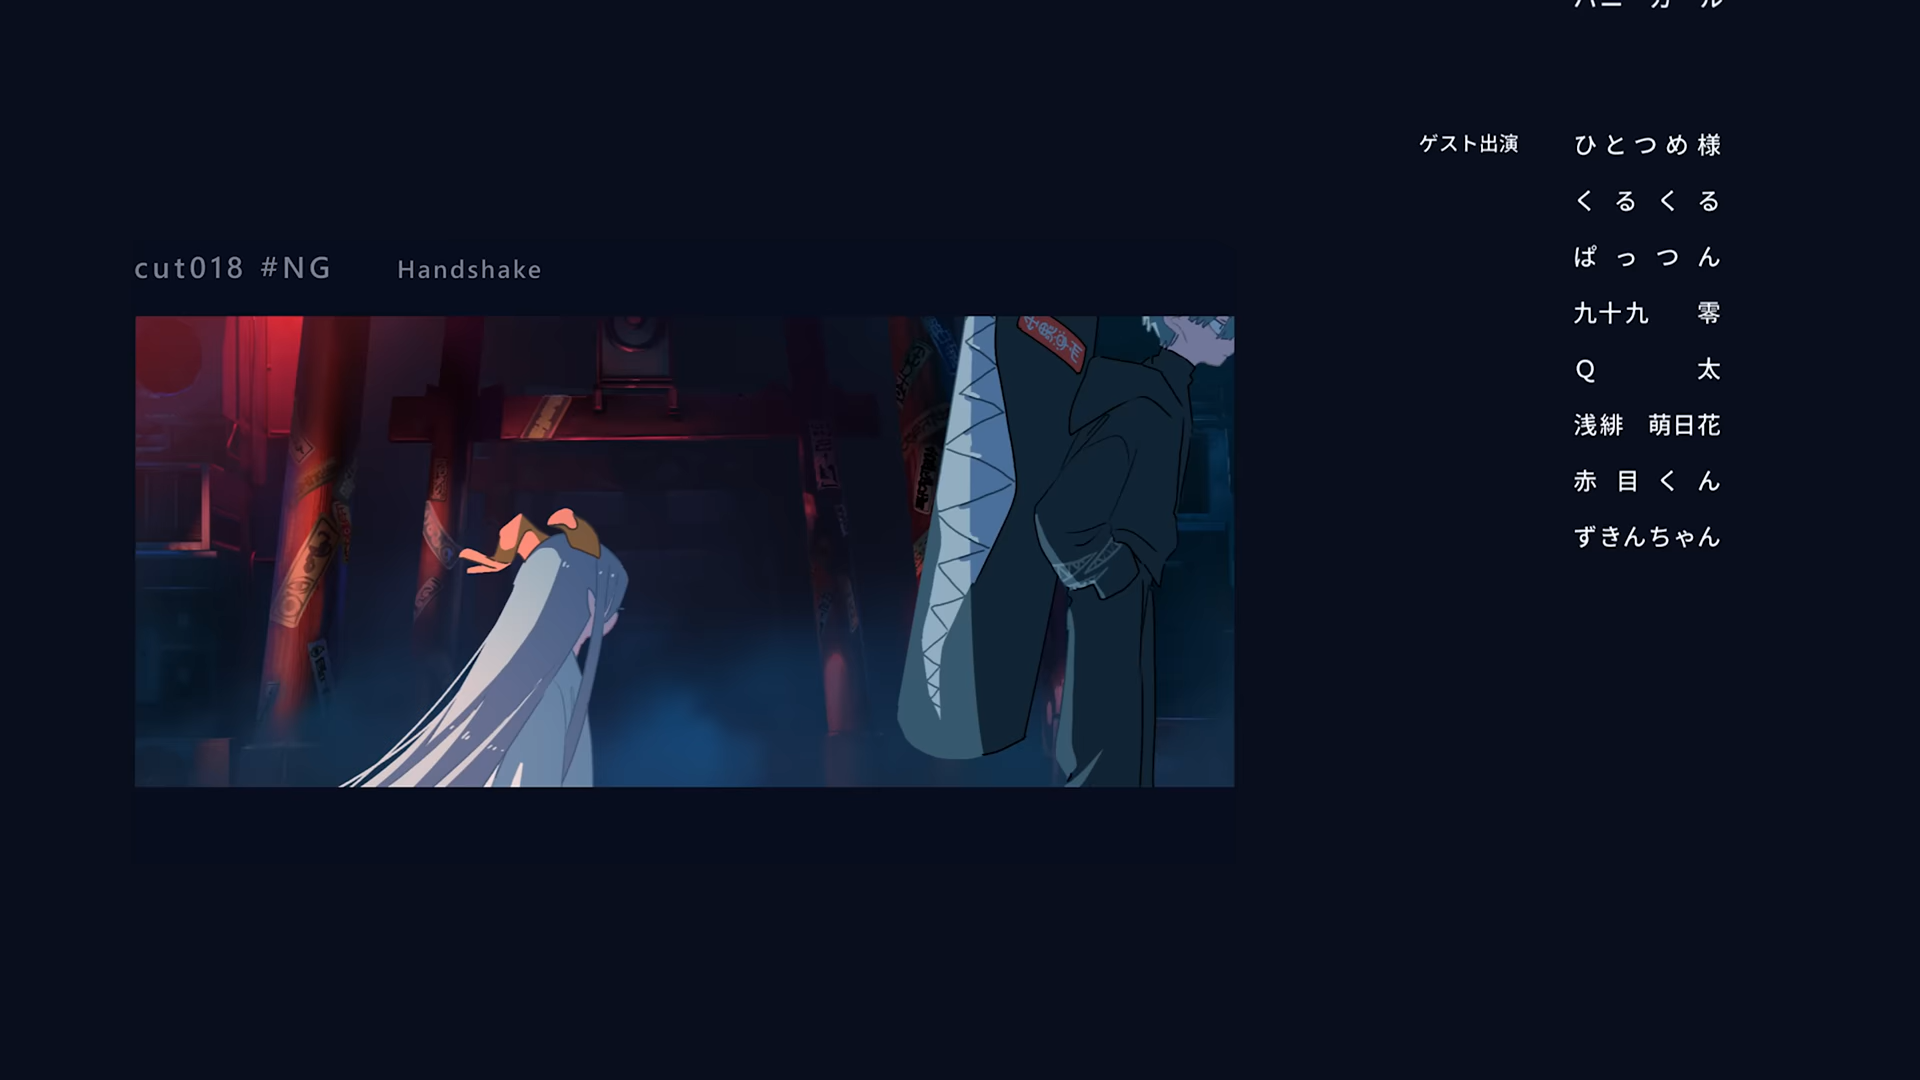 cut018 #NG Handshake
ゲスト出演 ひとつめ様
くるくる
ぱっつん
九十九 零
Q 太
浅緋 萌日花
赤目くん
ずきんちゃん